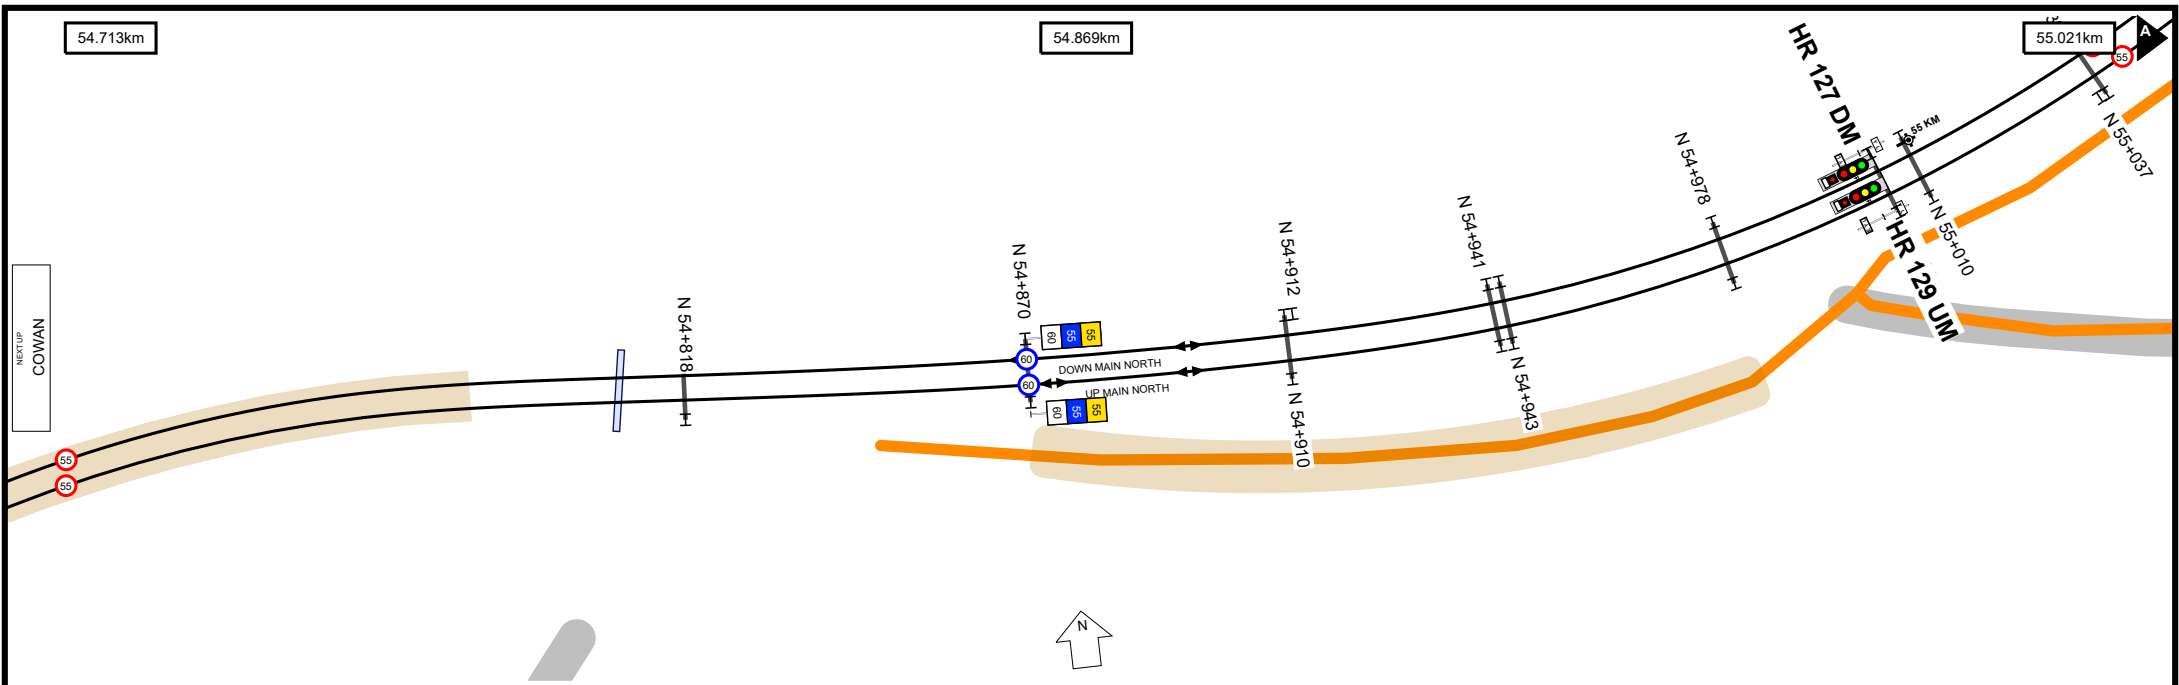 54.713km
54.869km
55.021km
A
55
HR 127 DM
55 KM
N 55+037
N 54+978
N 55+010
HR 129 UM
N 54+941
N 54+943
N 54+912
N 54+910
N 54+870
60 55 55
60
DOWN MAIN NORTH
60
UP MAIN NORTH
60 55 55
N 54+818
NEXT UP
COWAN
55
55
N